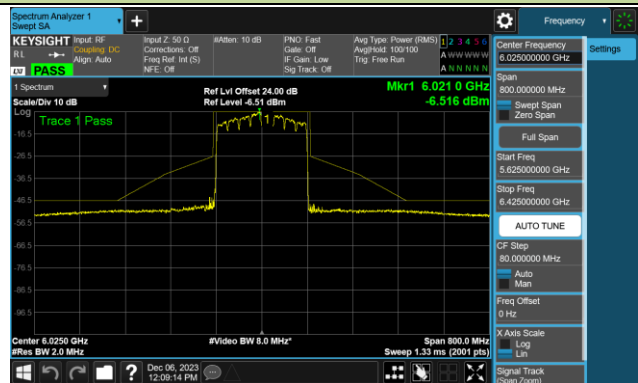 Spectrum Analyzer 1
Swept SA
Frequency
KEYSIGHT
Input: RF
Input Z: 50 Ω
#Atten: 10 dB
PNO: Fast
Avg Type: Power (RMS)
1 2 3 4 5 6
RL
Coupling: DC
Corrections: Off
Gate: Off
Avg|Hold: 100/100
A W W W W W
Align: Auto
Freq Ref: Int (S)
IF Gain: Low
Trig: Free Run
LXI
PASS
NFE: Off
Sig Track: Off
A N N N N N
Center Frequency
6.025000000 GHz
Settings
1 Spectrum
Ref Lvl Offset 24.00 dB
Mkr1 6.021 0 GHz
Scale/Div 10 dB
Ref Level -6.51 dBm
-6.516 dBm
Log
Trace 1 Pass
1
-16.5
-26.5
-36.5
-46.5
-56.5
-66.5
-76.5
-86.5
-96.5
Span
800.000000 MHz
Swept Span
Zero Span
Full Span
Start Freq
5.625000000 GHz
Stop Freq
6.425000000 GHz
AUTO TUNE
CF Step
80.000000 MHz
Auto
Man
Freq Offset
0 Hz
X Axis Scale
Log
Lin
Signal Track
(Span Zoom)
Center 6.0250 GHz
#Video BW 8.0 MHz*
Span 800.0 MHz
#Res BW 2.0 MHz
Sweep 1.33 ms (2001 pts)
?
Dec 06, 2023
12:09:14 PM